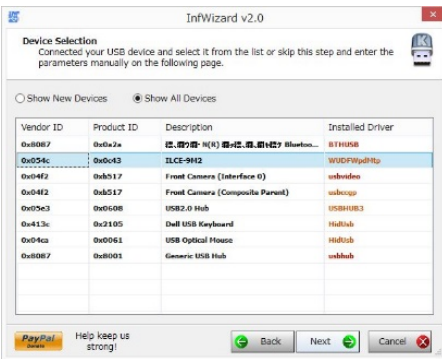 InfWizard v2.0
Device Selection
Connected your USB device and select it from the list or skip this step and enter the
parameters manually on the following page.
Show New Devices Show All Devices
Vendor ID Product ID Description Installed Driver
0x8087 0x0a2a (R) Bluetoo... BTHUSB
0x054c 0x0c43 ILCE-9M2 WUDFWpdMtp
0x04f2 0xb517 Front Camera (Interface 0) usbvideo
0x04f2 0xb517 Front Camera (Composite Parent) usbccgp
0x05e3 0x0608 USB2.0 Hub USBHUB3
0x413c 0x2105 Dell USB Keyboard HidUsb
0x04ca 0x0061 USB Optical Mouse HidUsb
0x8087 0x8001 Generic USB Hub usbhub
PayPal
Donate
Help keep us
strong!
Back Next Cancel